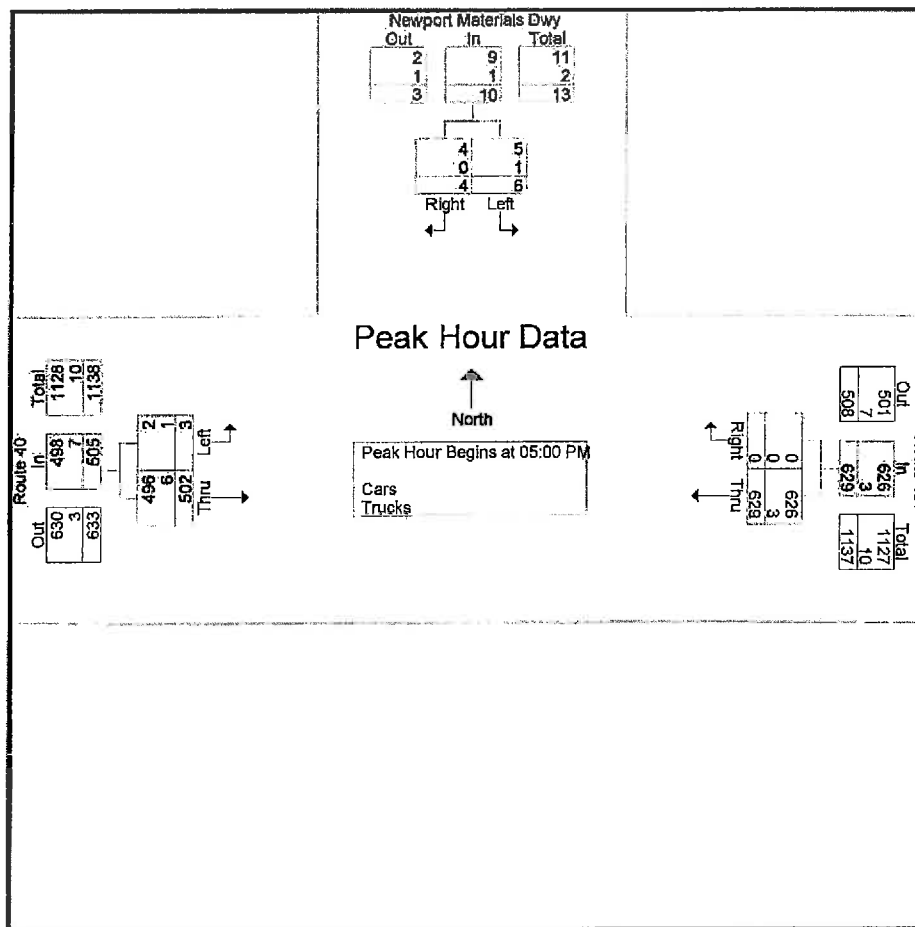 Newport Materials Dwy
Out In Total
2 9 11
1 1 2
3 10 13
4 5
0 1
4 6
Right Left
Peak Hour Data
North
Peak Hour Begins at 05:00 PM
Cars
Trucks
Route 40
Total In Out
1128 498 630
10 7 3
1138 505 633
Left Thru
2 496
1 6
3 502
Right Thru
0 626
0 3
0 629
Out In Total
501 626 1127
7 3 10
508 629 1137